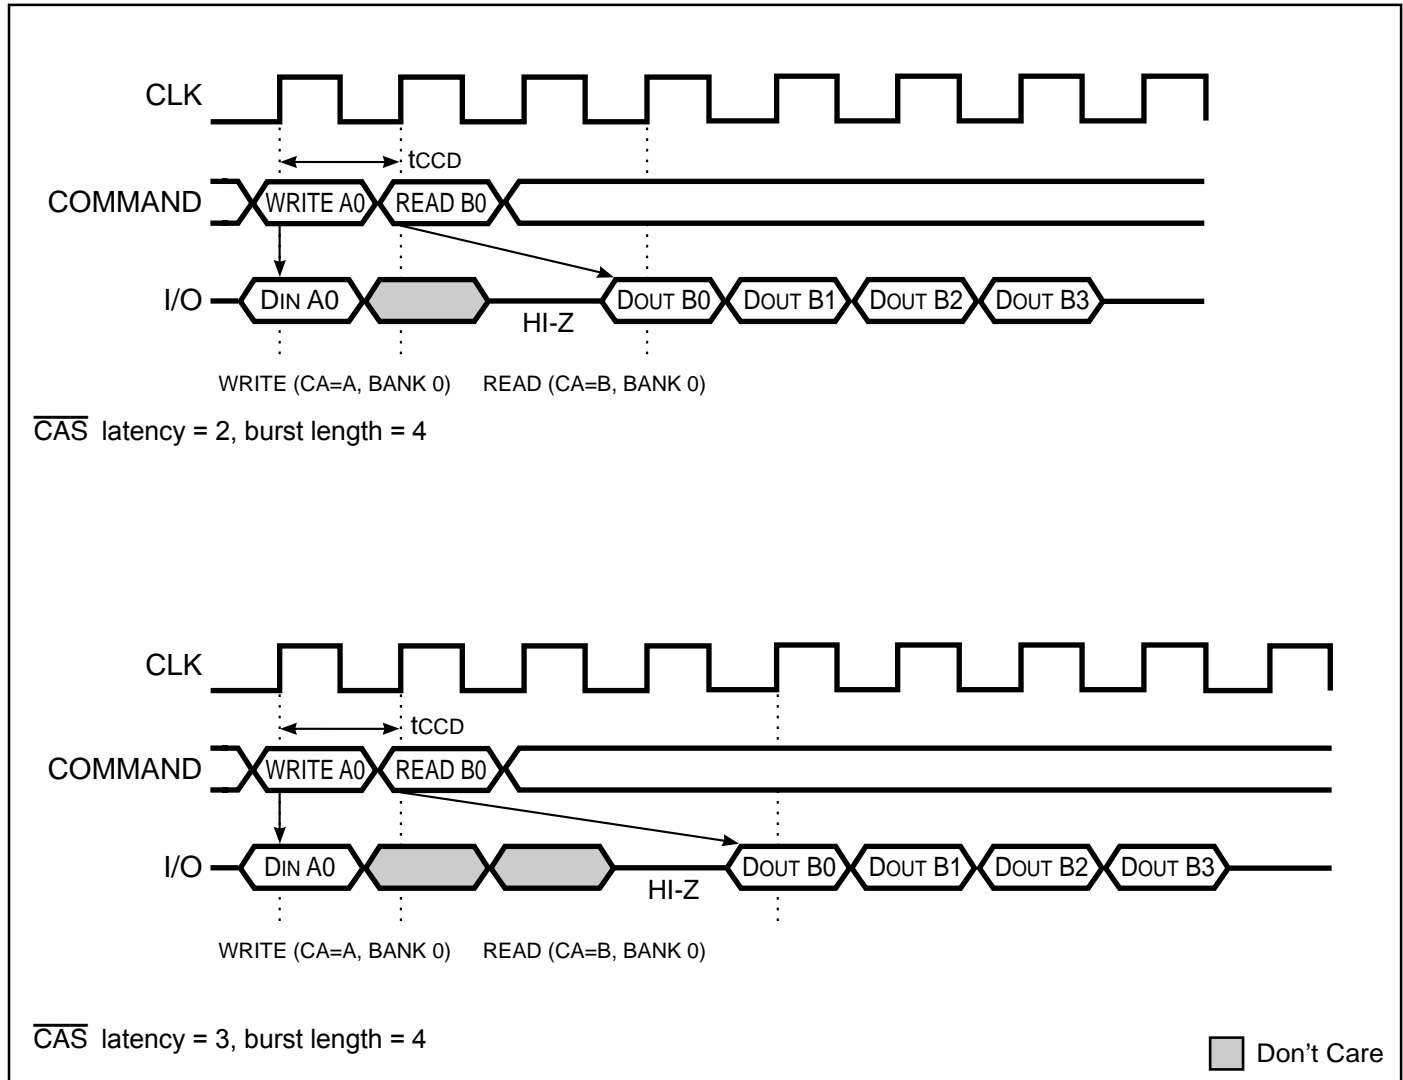 CLK
tCCD
COMMAND WRITE A0 READ B0
I/O DIN A0 HI-Z DOUT B0 DOUT B1 DOUT B2 DOUT B3
WRITE (CA=A, BANK 0) READ (CA=B, BANK 0)
CAS latency = 2, burst length = 4
CLK
tCCD
COMMAND WRITE A0 READ B0
I/O DIN A0 HI-Z DOUT B0 DOUT B1 DOUT B2 DOUT B3
WRITE (CA=A, BANK 0) READ (CA=B, BANK 0)
CAS latency = 3, burst length = 4
Don't Care